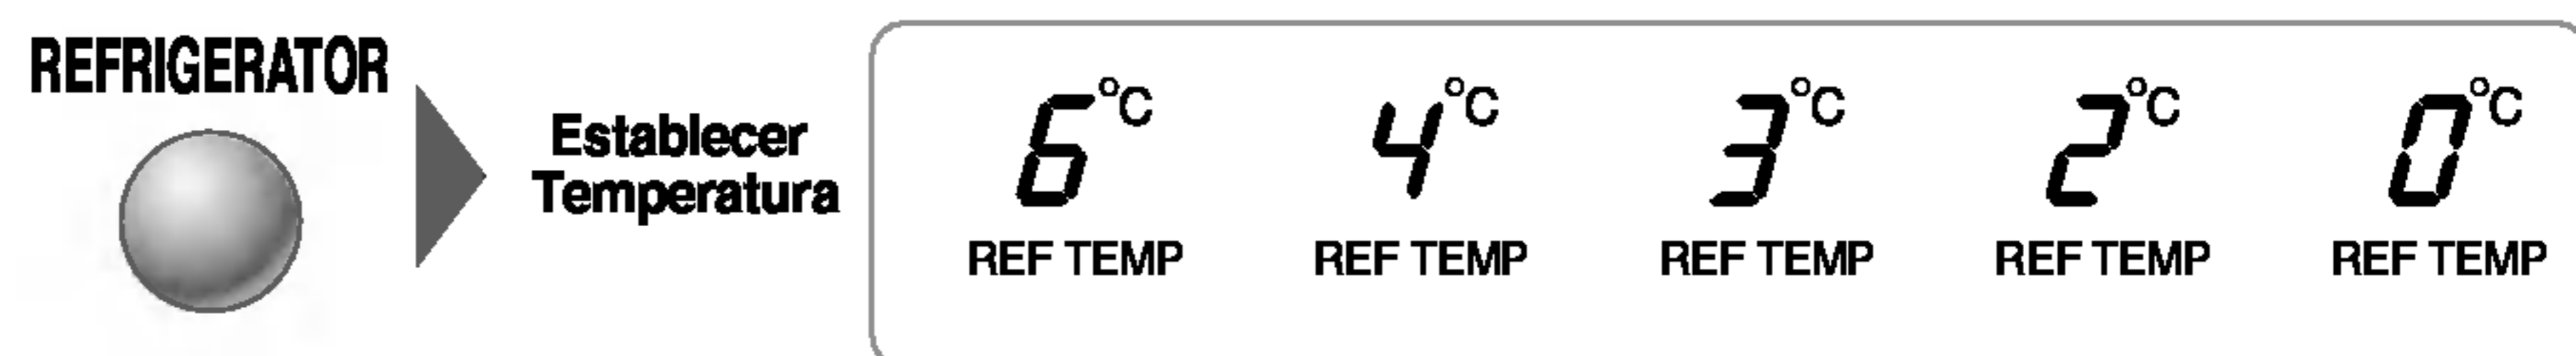 REFRIGERATOR
Establecer
Temperatura
6°C 4°C 3°C 2°C 0°C
REF TEMP REF TEMP REF TEMP REF TEMP REF TEMP